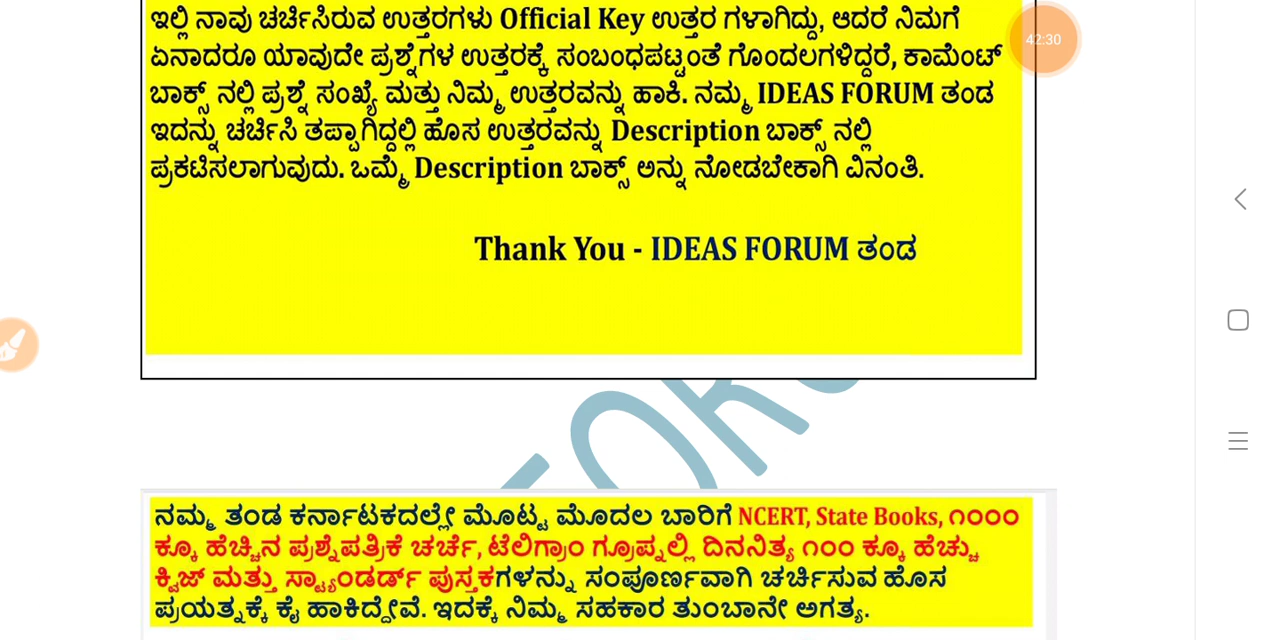 ಇಲ್ಲಿ ನಾವು ಚರ್ಚಿಸಿರುವ ಉತ್ತರಗಳು Official Key ಉತ್ತರ ಗಳಾಗಿದ್ದು, ಆದರೆ ನಿಮಗೆ
42:30
ಏನಾದರೂ ಯಾವುದೇ ಪ್ರಶ್ನೆಗಳ ಉತ್ತರಕ್ಕೆ ಸಂಬಂಧಪಟ್ಟಂತೆ ಗೊಂದಲಗಳಿದ್ದರೆ, ಕಾಮೆಂಟ್
ಬಾಕ್ಸ್ ನಲ್ಲಿ ಪ್ರಶ್ನೆ ಸಂಖ್ಯೆ ಮತ್ತು ನಿಮ್ಮ ಉತ್ತರವನ್ನು ಹಾಕಿ. ನಮ್ಮ IDEAS FORUM ತಂಡ
ಇದನ್ನು ಚರ್ಚಿಸಿ ತಪ್ಪಾಗಿದ್ದಲ್ಲಿ ಹೊಸ ಉತ್ತರವನ್ನು Description ಬಾಕ್ಸ್ ನಲ್ಲಿ
ಪ್ರಕಟಿಸಲಾಗುವುದು. ಒಮ್ಮೆ Description ಬಾಕ್ಸ್ ಅನ್ನು ನೋಡಬೇಕಾಗಿ ವಿನಂತಿ.
Thank You - IDEAS FORUM ತಂಡ
ನಮ್ಮ ತಂಡ ಕರ್ನಾಟಕದಲ್ಲೇ ಮೊಟ್ಟ ಮೊದಲ ಬಾರಿಗೆ NCERT, State Books, ೧೦೦೦
ಕ್ಕೂ ಹೆಚ್ಚಿನ ಪ್ರಶ್ನೆಪತ್ರಿಕೆ ಚರ್ಚೆ, ಟೆಲಿಗ್ರಾಂ ಗ್ರೂಪ್ನಲ್ಲಿ ದಿನನಿತ್ಯ ೧೦೦ ಕ್ಕೂ ಹೆಚ್ಚು
ಕ್ವಿಜ್ ಮತ್ತು ಸ್ಟ್ಯಾಂಡರ್ಡ್ ಪುಸ್ತಕಗಳನ್ನು ಸಂಪೂರ್ಣವಾಗಿ ಚರ್ಚಿಸುವ ಹೊಸ
ಪ್ರಯತ್ನಕ್ಕೆ ಕೈ ಹಾಕಿದ್ದೇವೆ. ಇದಕ್ಕೆ ನಿಮ್ಮ ಸಹಕಾರ ತುಂಬಾನೇ ಅಗತ್ಯ.